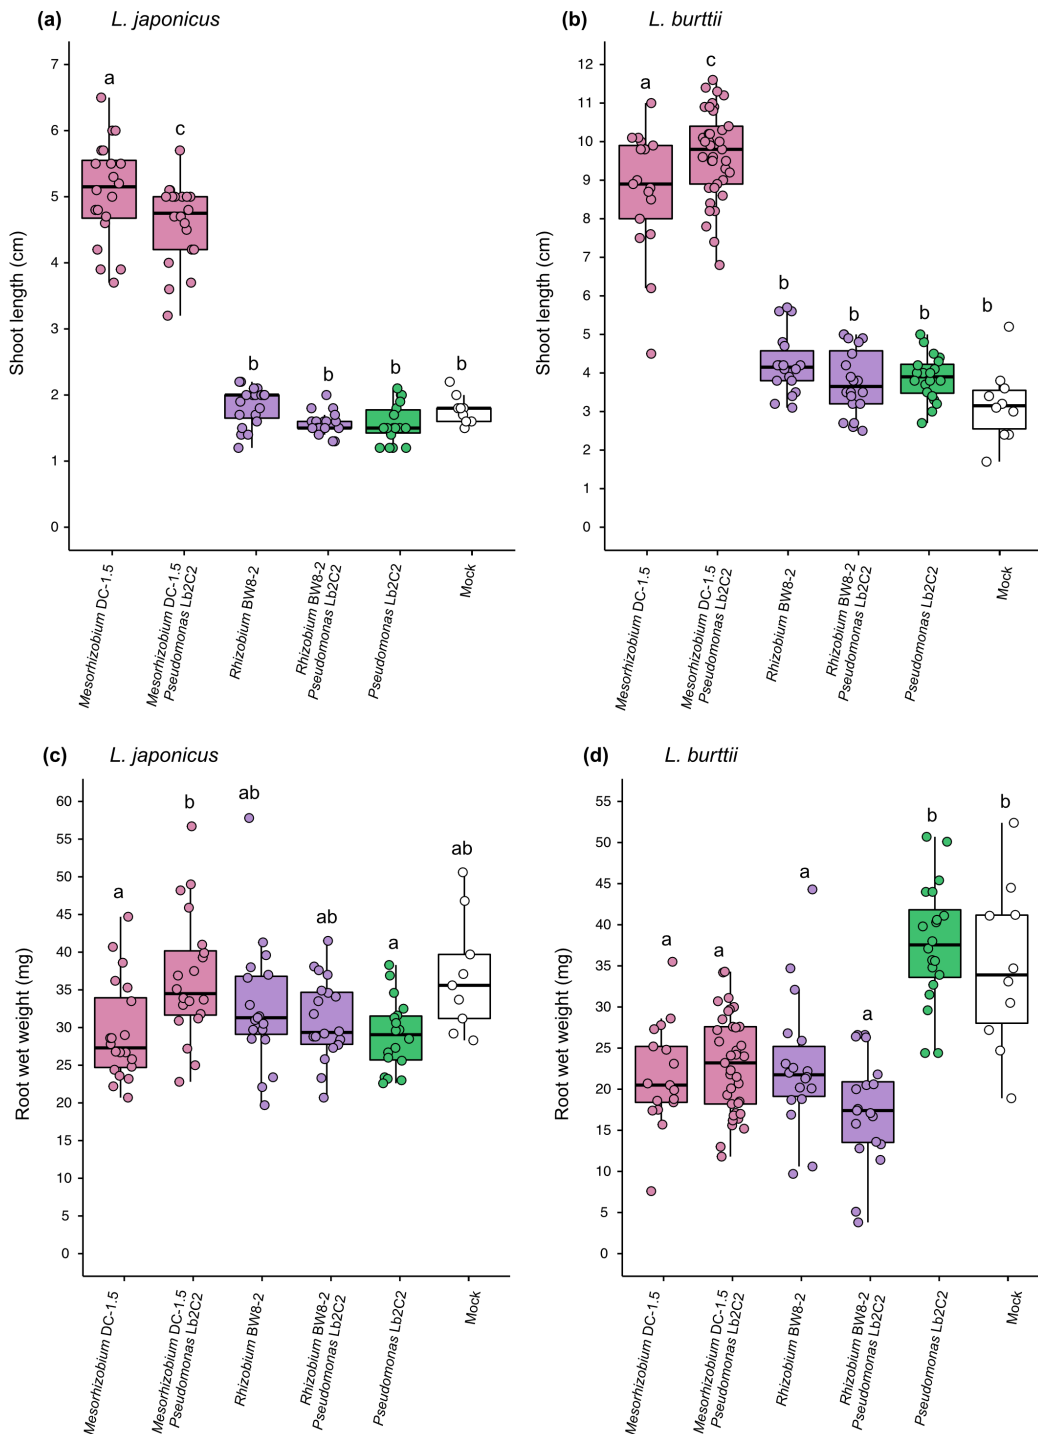 (a) L. japonicus
Shoot length (cm)
7
6
5
4
3
2
1
0
a
c
b
b
b
b
Mesorhizobium DC-1.5
Mesorhizobium DC-1.5
Pseudomonas Lb2C2
Rhizobium BW8-2
Rhizobium BW8-2
Pseudomonas Lb2C2
Pseudomonas Lb2C2
Mock
(b) L. burttii
Shoot length (cm)
12
11
10
9
8
7
6
5
4
3
2
1
0
a
c
b
b
b
b
Mesorhizobium DC-1.5
Mesorhizobium DC-1.5
Pseudomonas Lb2C2
Rhizobium BW8-2
Rhizobium BW8-2
Pseudomonas Lb2C2
Pseudomonas Lb2C2
Mock
(c) L. japonicus
Root wet weight (mg)
60
55
50
45
40
35
30
25
20
15
10
5
0
a
b
ab
ab
a
ab
Mesorhizobium DC-1.5
Mesorhizobium DC-1.5
Pseudomonas Lb2C2
Rhizobium BW8-2
Rhizobium BW8-2
Pseudomonas Lb2C2
Pseudomonas Lb2C2
Mock
(d) L. burttii
Root wet weight (mg)
55
50
45
40
35
30
25
20
15
10
5
0
a
a
a
a
b
b
Mesorhizobium DC-1.5
Mesorhizobium DC-1.5
Pseudomonas Lb2C2
Rhizobium BW8-2
Rhizobium BW8-2
Pseudomonas Lb2C2
Pseudomonas Lb2C2
Mock